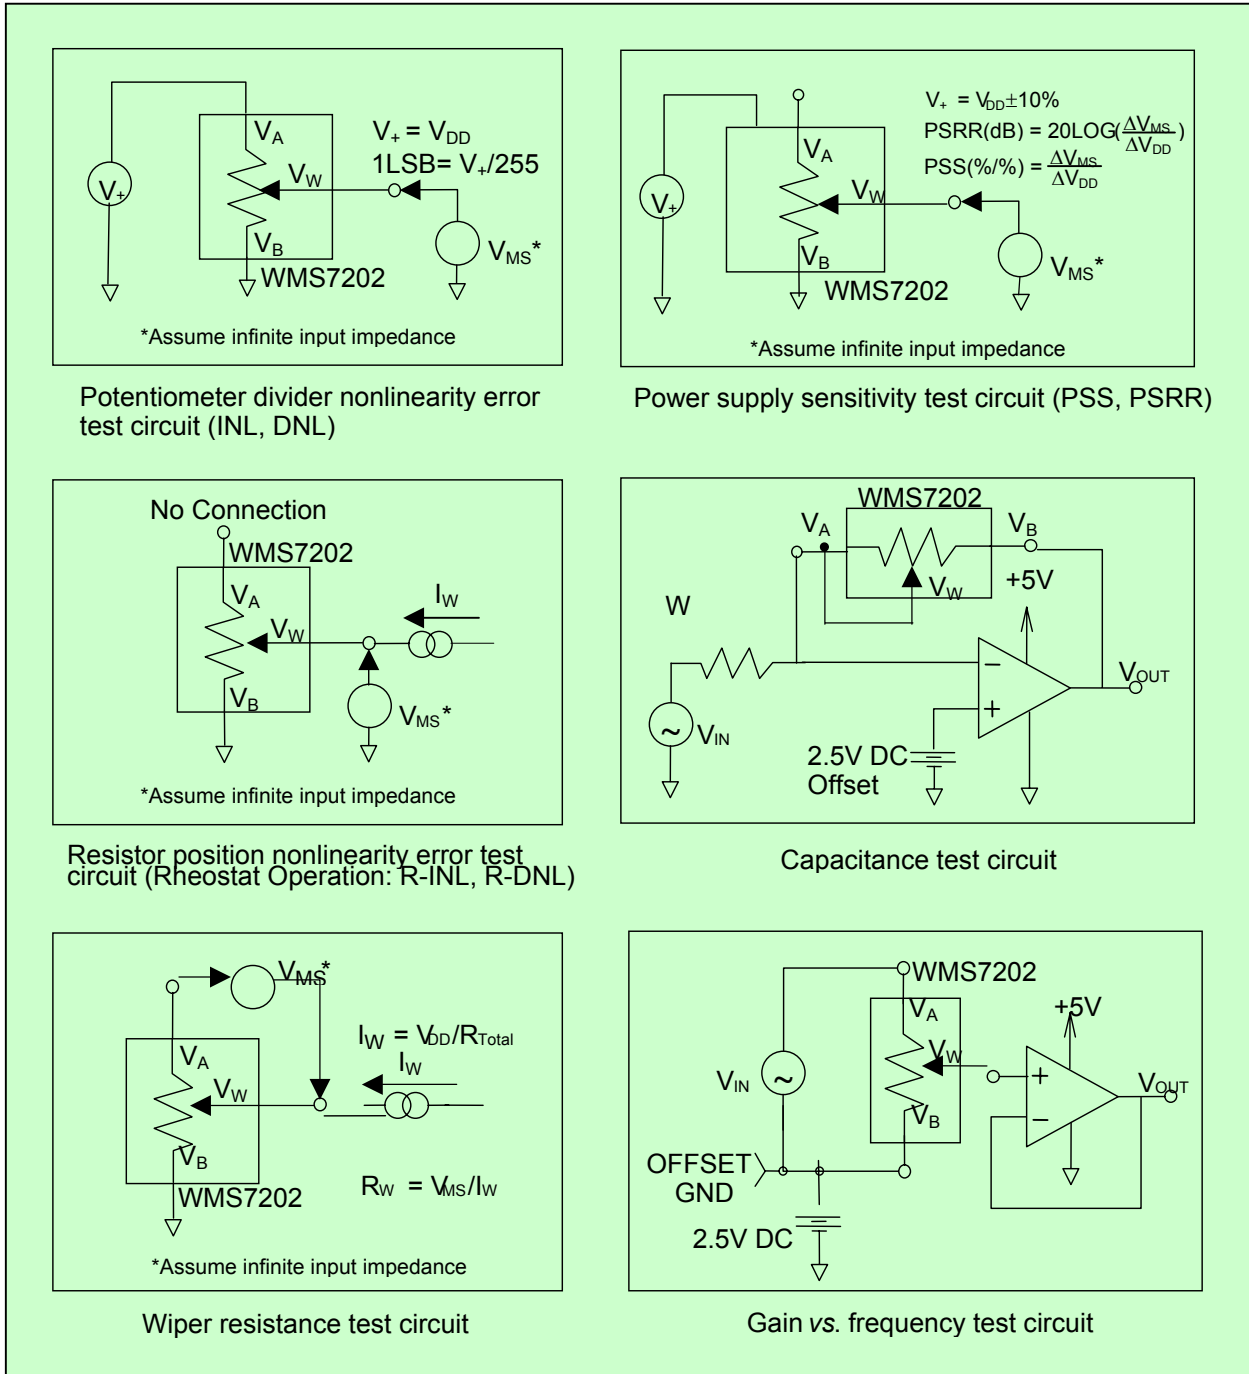 V+ = VDD
1LSB= V+/255
VA
VW
V+
VB
VMS*
WMS7202
*Assume infinite input impedance
Potentiometer divider nonlinearity error
test circuit (INL, DNL)
V+ = VDD±10%
PSRR(dB) = 20LOG(ΔVMS/ΔVDD)
PSS(%/%) = ΔVMS/ΔVDD
VA
VW
V+
VB
VMS*
WMS7202
*Assume infinite input impedance
Power supply sensitivity test circuit (PSS, PSRR)
No Connection
WMS7202
VA
IW
VW
VB
VMS*
*Assume infinite input impedance
Resistor position nonlinearity error test
circuit (Rheostat Operation: R-INL, R-DNL)
WMS7202
VA
VB
VW
+5V
W
−
VOUT
+
~
VIN
2.5V DC
Offset
Capacitance test circuit
VMS*
IW = VDD/RTotal
VA
IW
VW
VB
RW = VMS/IW
WMS7202
*Assume infinite input impedance
Wiper resistance test circuit
WMS7202
VA
+5V
VW
VIN
~
+
VOUT
VB
−
OFFSET
GND
2.5V DC
Gain vs. frequency test circuit